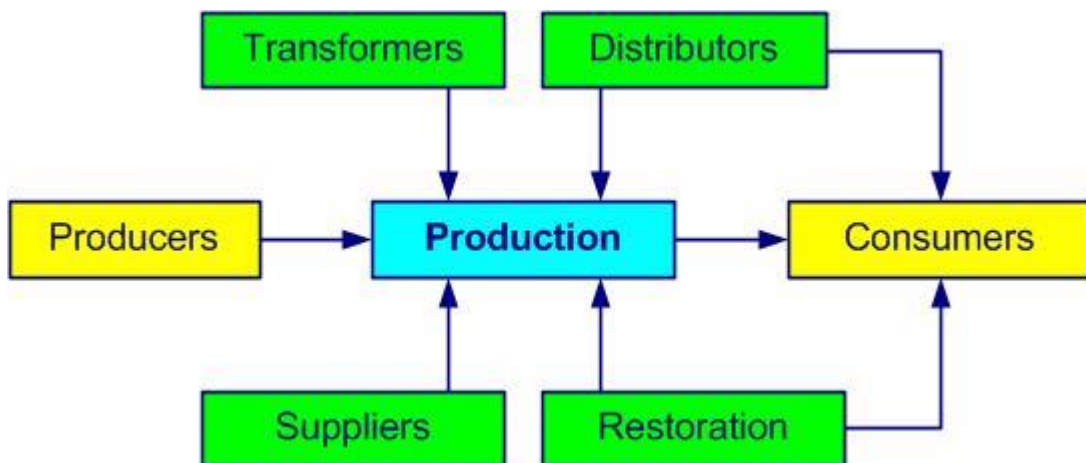 Transformers
Distributors
Producers
Production
Consumers
Suppliers
Restoration